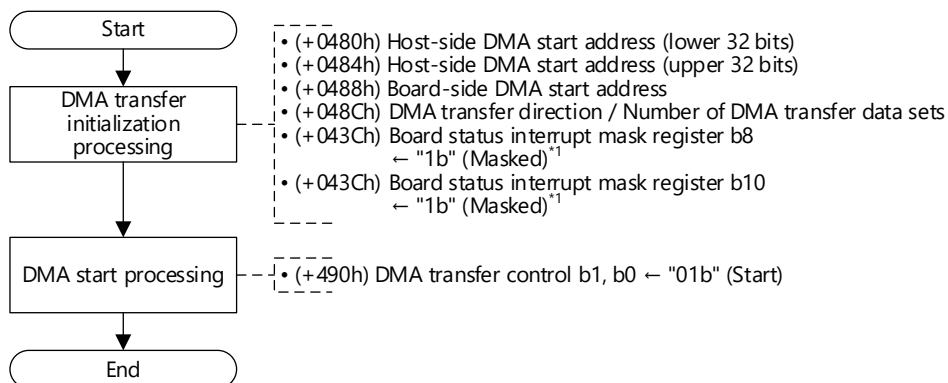 Start
DMA transfer
initialization
processing
• (+0480h) Host-side DMA start address (lower 32 bits)
• (+0484h) Host-side DMA start address (upper 32 bits)
• (+0488h) Board-side DMA start address
• (+048Ch) DMA transfer direction / Number of DMA transfer data sets
• (+043Ch) Board status interrupt mask register b8
← "1b" (Masked)*1
• (+043Ch) Board status interrupt mask register b10
← "1b" (Masked)*1
DMA start processing
• (+490h) DMA transfer control b1, b0 ← "01b" (Start)
End